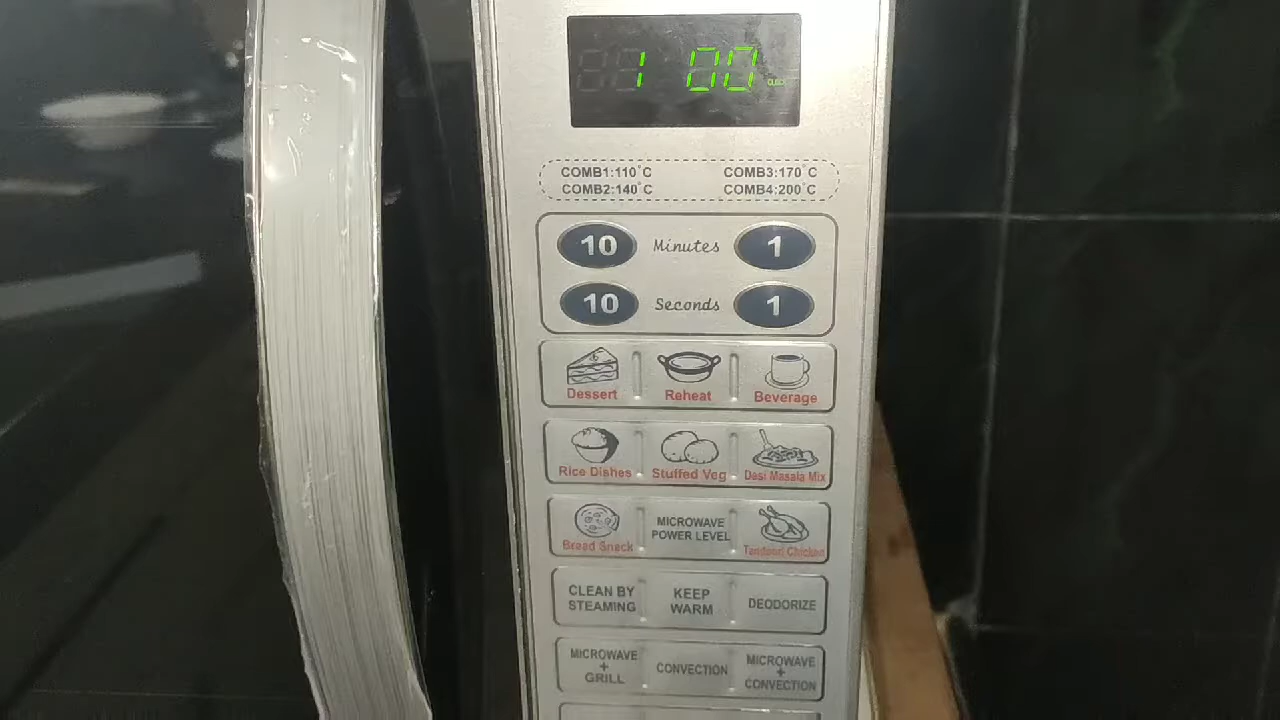 1 00
CLOCK
COMB1:110°C COMB3:170°C
COMB2:140°C COMB4:200°C
10 Minutes 1
10 Seconds 1
Dessert Reheat Beverage
Rice Dishes Stuffed Veg Desi Masala Mix
Bread Snack MICROWAVE POWER LEVEL Tandoori Chicken
CLEAN BY STEAMING KEEP WARM DEODORIZE
MICROWAVE + GRILL CONVECTION MICROWAVE + CONVECTION